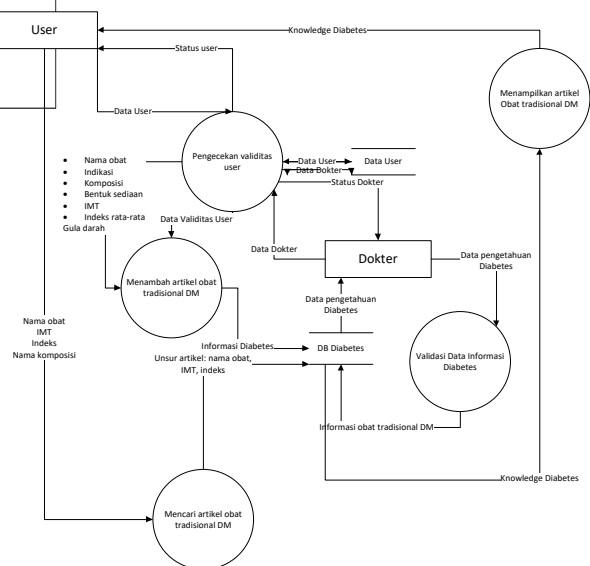 User
Knowledge Diabetes
Status user
Menampilkan artikel
Obat tradisional DM
Data User
Pengecekan validitas
user
Data User
Data User
Data Dokter
Status Dokter
• Nama obat
• Indikasi
• Komposisi
• Bentuk sediaan
• IMT
• Indeks rata-rata
Gula darah
Data Validitas User
Data Dokter
Dokter
Data pengetahuan
Diabetes
Menambah artikel obat
tradisional DM
Data pengetahuan
Diabetes
Nama obat
IMT
Indeks
Nama komposisi
Informasi Diabetes
Unsur artikel: nama obat,
IMT, indeks
DB Diabetes
Validasi Data Informasi
Diabetes
Informasi obat tradisional DM
Knowledge Diabetes
Mencari artikel obat
tradisional DM